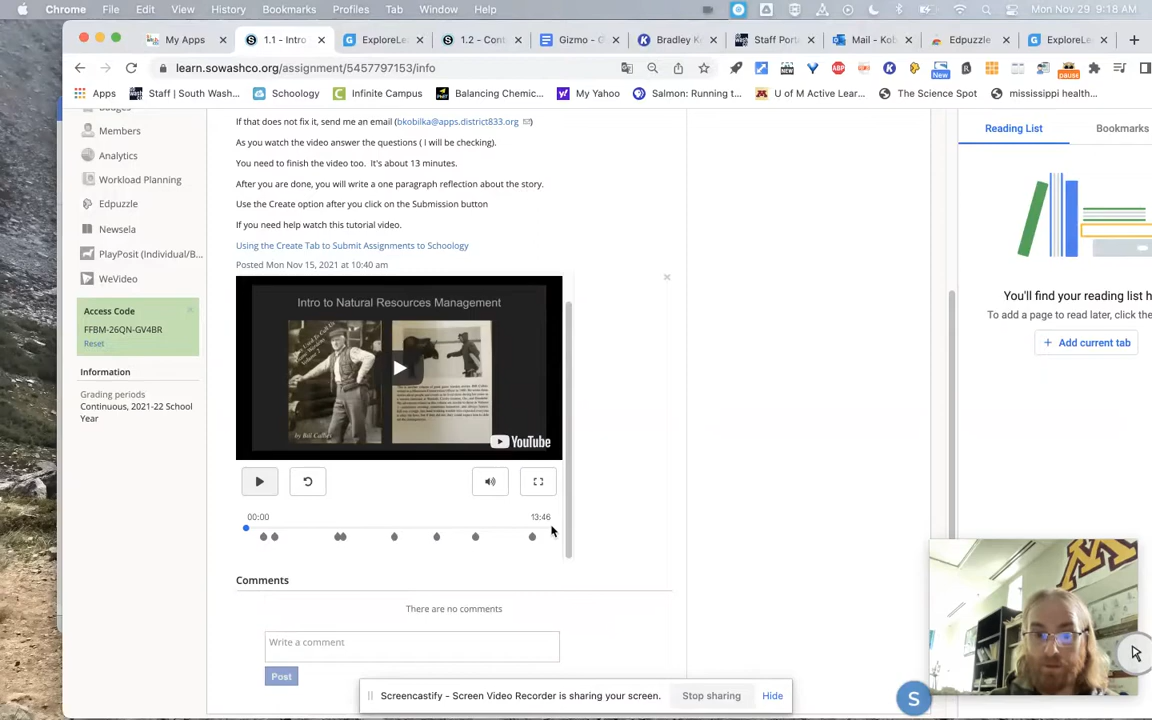 Chrome File Edit View History Bookmarks Profiles Tab Window Help Mon Nov 29 9:18 AM
My Apps 1.1 - Intro ExploreLe 1.2 - Con Gizmo - G Bradley K Staff Port Mail - Kob Edpuzzle ExploreLe
learn.sowashco.org/assignment/5457797153/info
New NEW ABP pause
Apps Staff | South Wash... Schoology Infinite Campus Balancing Chemic... My Yahoo Salmon: Running t... U of M Active Lear... The Science Spot mississippi health...
Badges
Members
Analytics
Workload Planning
Edpuzzle
Newsela
PlayPosit (Individual/B...
WeVideo
Access Code
FFBM-26QN-GV4BR
Reset
Information
Grading periods
Continuous, 2021-22 School
Year
If that does not fix it, send me an email (bkobilka@apps.district833.org )
As you watch the video answer the questions ( I will be checking).
You need to finish the video too. It's about 13 minutes.
After you are done, you will write a one paragraph reflection about the story.
Use the Create option after you click on the Submission button
If you need help watch this tutorial video.
Using the Create Tab to Submit Assignments to Schoology
Posted Mon Nov 15, 2021 at 10:40 am
Intro to Natural Resources Management
by Bill Callies
YouTube
00:00 13:46
Comments
There are no comments
Write a comment
Post
Reading List Bookmarks
You'll find your reading list h
To add a page to read later, click the
+ Add current tab
Screencastify - Screen Video Recorder is sharing your screen. Stop sharing Hide
S